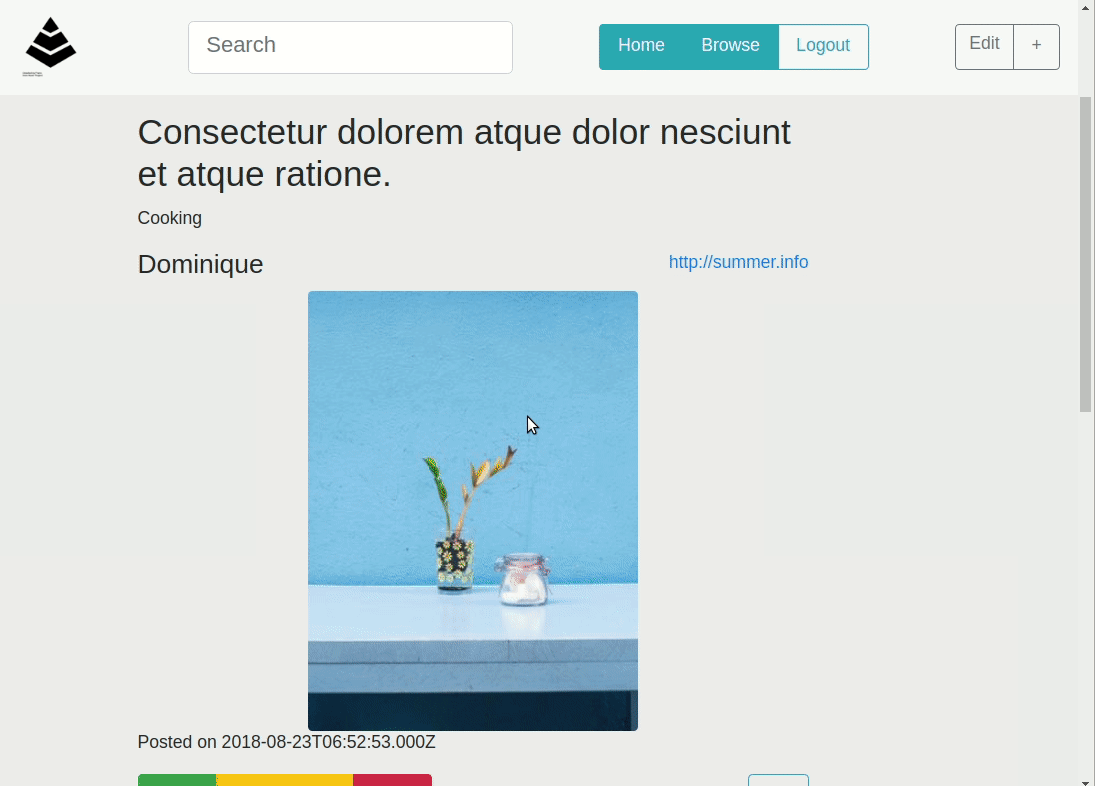 Search
Home Browse Logout
Edit +
Consectetur dolorem atque dolor nesciunt
et atque ratione.
Cooking
Dominique http://summer.info
Posted on 2018-08-23T06:52:53.000Z